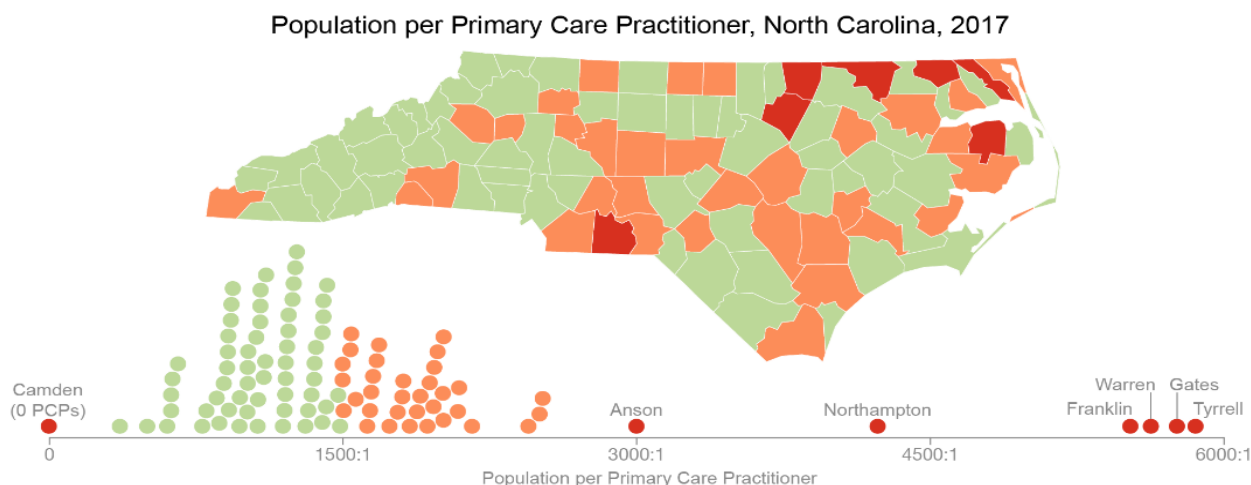 Population per Primary Care Practitioner, North Carolina, 2017
Camden
(0 PCPs)
Anson
Northampton
Warren
Gates
Franklin
Tyrrell
0
1500:1
3000:1
4500:1
6000:1
Population per Primary Care Practitioner